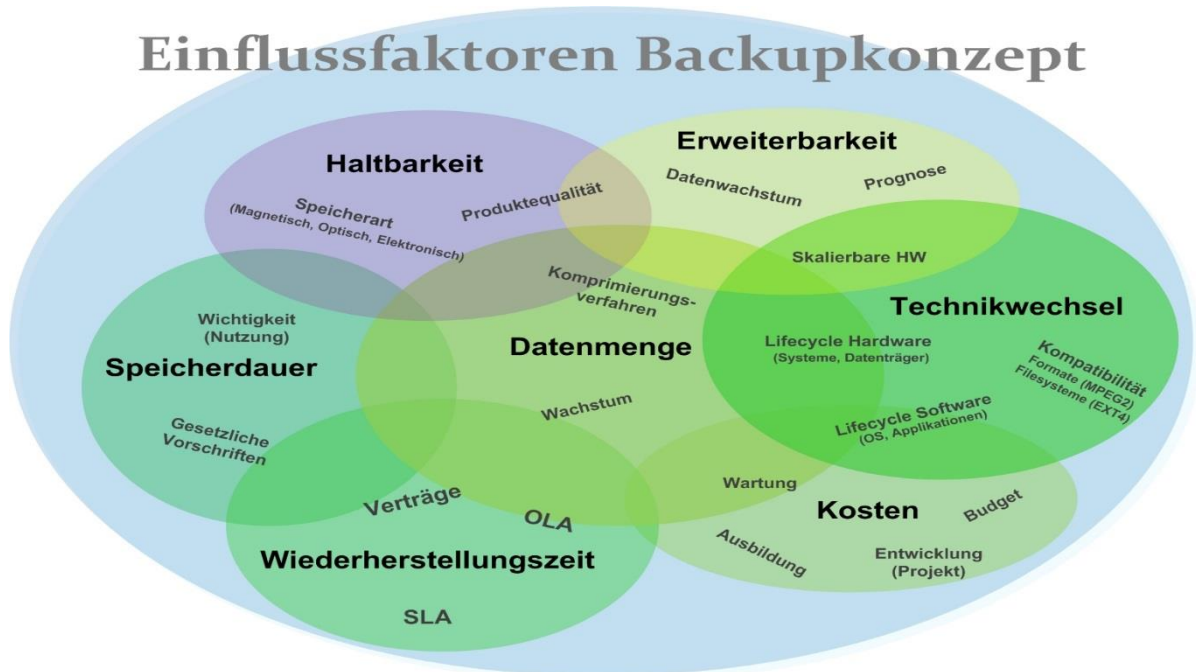 Einflussfaktoren Backupkonzept
Haltbarkeit
Speicherart
(Magnetisch, Optisch, Elektronisch)
Produktequalität
Erweiterbarkeit
Datenwachstum
Prognose
Skalierbare HW
Technikwechsel
Lifecycle Hardware
(Systeme, Datenträger)
Kompatibilität
Formate (MPEG2)
Filesysteme (EXT4)
Lifecycle Software
(OS, Applikationen)
Komprimierungs-
verfahren
Datenmenge
Wachstum
Wichtigkeit
(Nutzung)
Speicherdauer
Gesetzliche
Vorschriften
Verträge
OLA
Wiederherstellungszeit
SLA
Wartung
Kosten
Budget
Ausbildung
Entwicklung
(Projekt)